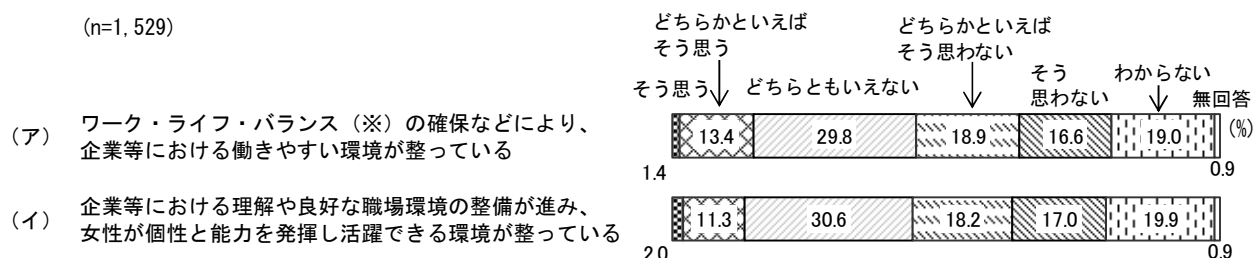 (n=1,529)
どちらかといえば
そう思う
どちらかといえば
そう思わない
そう思う
どちらともいえない
そう
思わない
わからない
無回答
(%)
(ア)
ワーク・ライフ・バランス(※)の確保などにより、
企業等における働きやすい環境が整っている
13.4 29.8 18.9 16.6 19.0
1.4 0.9
(イ)
企業等における理解や良好な職場環境の整備が進み、
女性が個性と能力を発揮し活躍できる環境が整っている
11.3 30.6 18.2 17.0 19.9
2.0 0.9